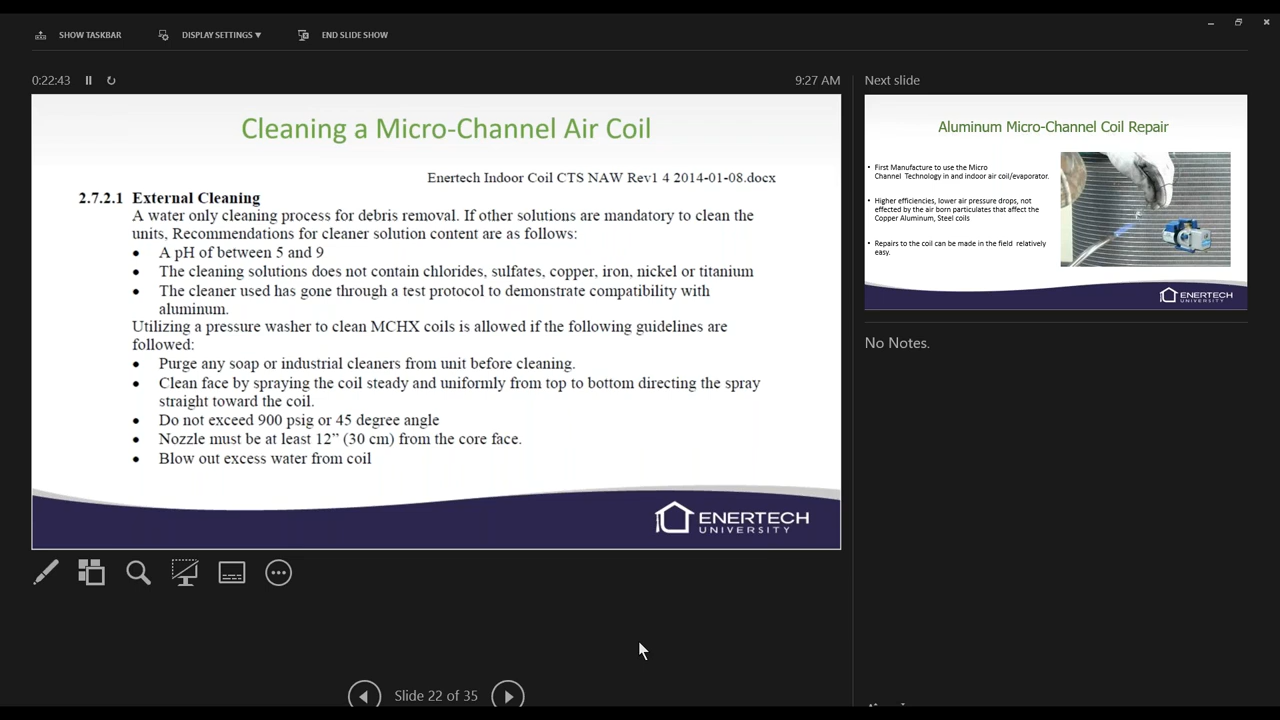 SHOW TASKBAR
DISPLAY SETTINGS ▾
END SLIDE SHOW
0:22:43
9:27 AM
Cleaning a Micro-Channel Air Coil
Enertech Indoor Coil CTS NAW Rev1 4 2014-01-08.docx
2.7.2.1 External Cleaning
A water only cleaning process for debris removal. If other solutions are mandatory to clean the
units, Recommendations for cleaner solution content are as follows:
• A pH of between 5 and 9
• The cleaning solutions does not contain chlorides, sulfates, copper, iron, nickel or titanium
• The cleaner used has gone through a test protocol to demonstrate compatibility with
aluminum.
Utilizing a pressure washer to clean MCHX coils is allowed if the following guidelines are
followed:
• Purge any soap or industrial cleaners from unit before cleaning.
• Clean face by spraying the coil steady and uniformly from top to bottom directing the spray
straight toward the coil.
• Do not exceed 900 psig or 45 degree angle
• Nozzle must be at least 12” (30 cm) from the core face.
• Blow out excess water from coil
ENERTECH
UNIVERSITY
Slide 22 of 35
Next slide
Aluminum Micro-Channel Coil Repair
• First Manufacture to use the Micro
Channel Technology in and indoor air coil/evaporator.
• Higher efficiencies, lower air pressure drops, not
effected by the air born particulates that affect the
Copper Aluminum, Steel coils
• Repairs to the coil can be made in the field relatively
easy.
ENERTECH
UNIVERSITY
No Notes.